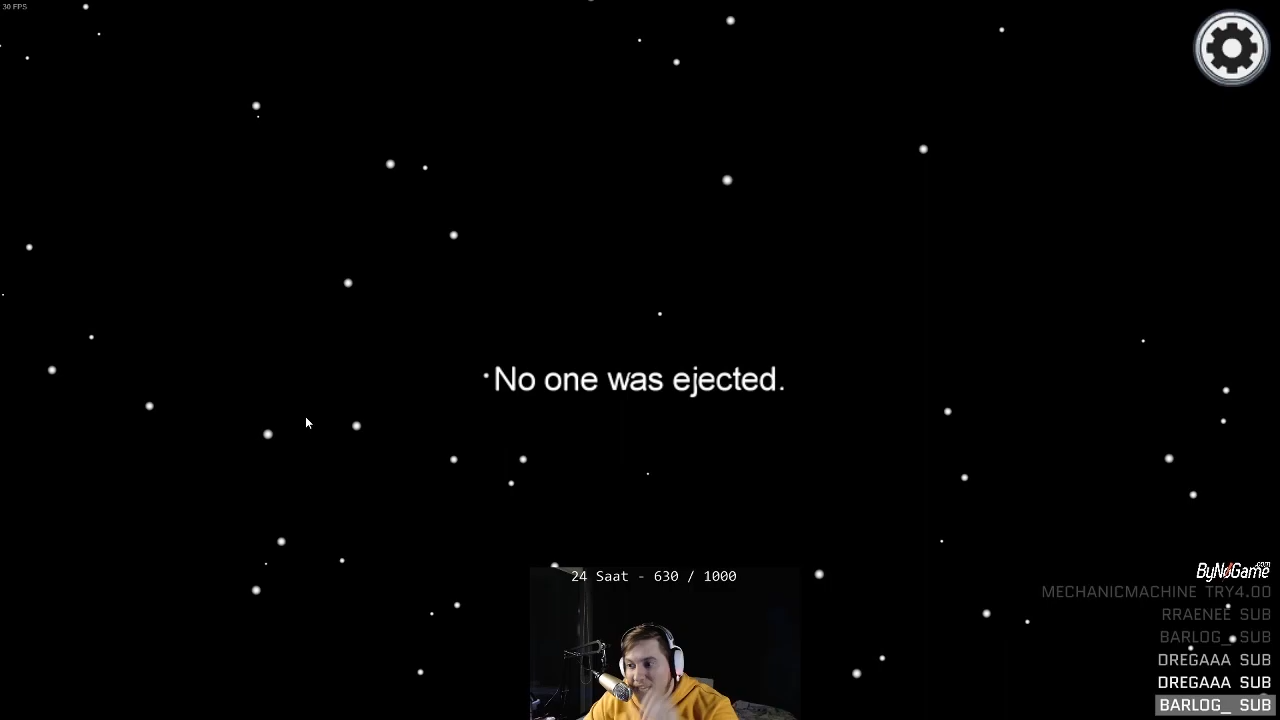 30 FPS
No one was ejected.
24 Saat - 630 / 1000
ByNoGame.com
MECHANICMACHINE TRY4.00
RRAENEE SUB
BARLOG_ SUB
DREGAAA SUB
DREGAAA SUB
BARLOG_ SUB